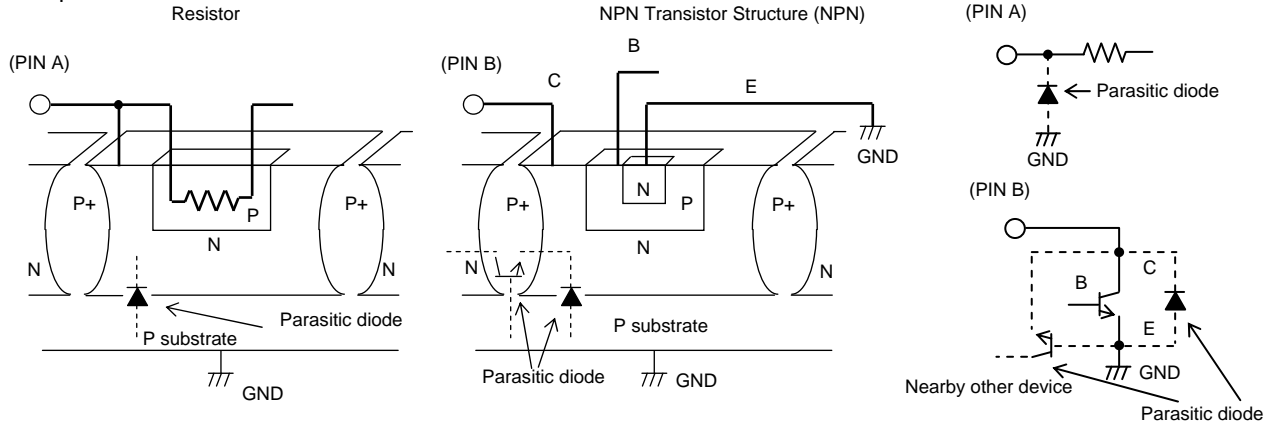 Resistor
(PIN A)
P+
P
P+
N
N
N
Parasitic diode
P substrate
GND
NPN Transistor Structure (NPN)
(PIN B)
C
B
E
GND
P+
N
P
P+
N
N
N
P substrate
Parasitic diode
GND
(PIN A)
Parasitic diode
GND
(PIN B)
C
B
E
GND
Nearby other device
Parasitic diode